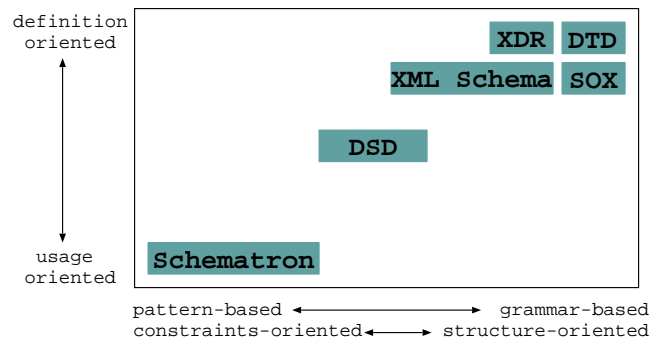 definition
oriented
XDR DTD
XML Schema SOX
DSD
usage
oriented
Schematron
pattern-based grammar-based
constraints-oriented structure-oriented